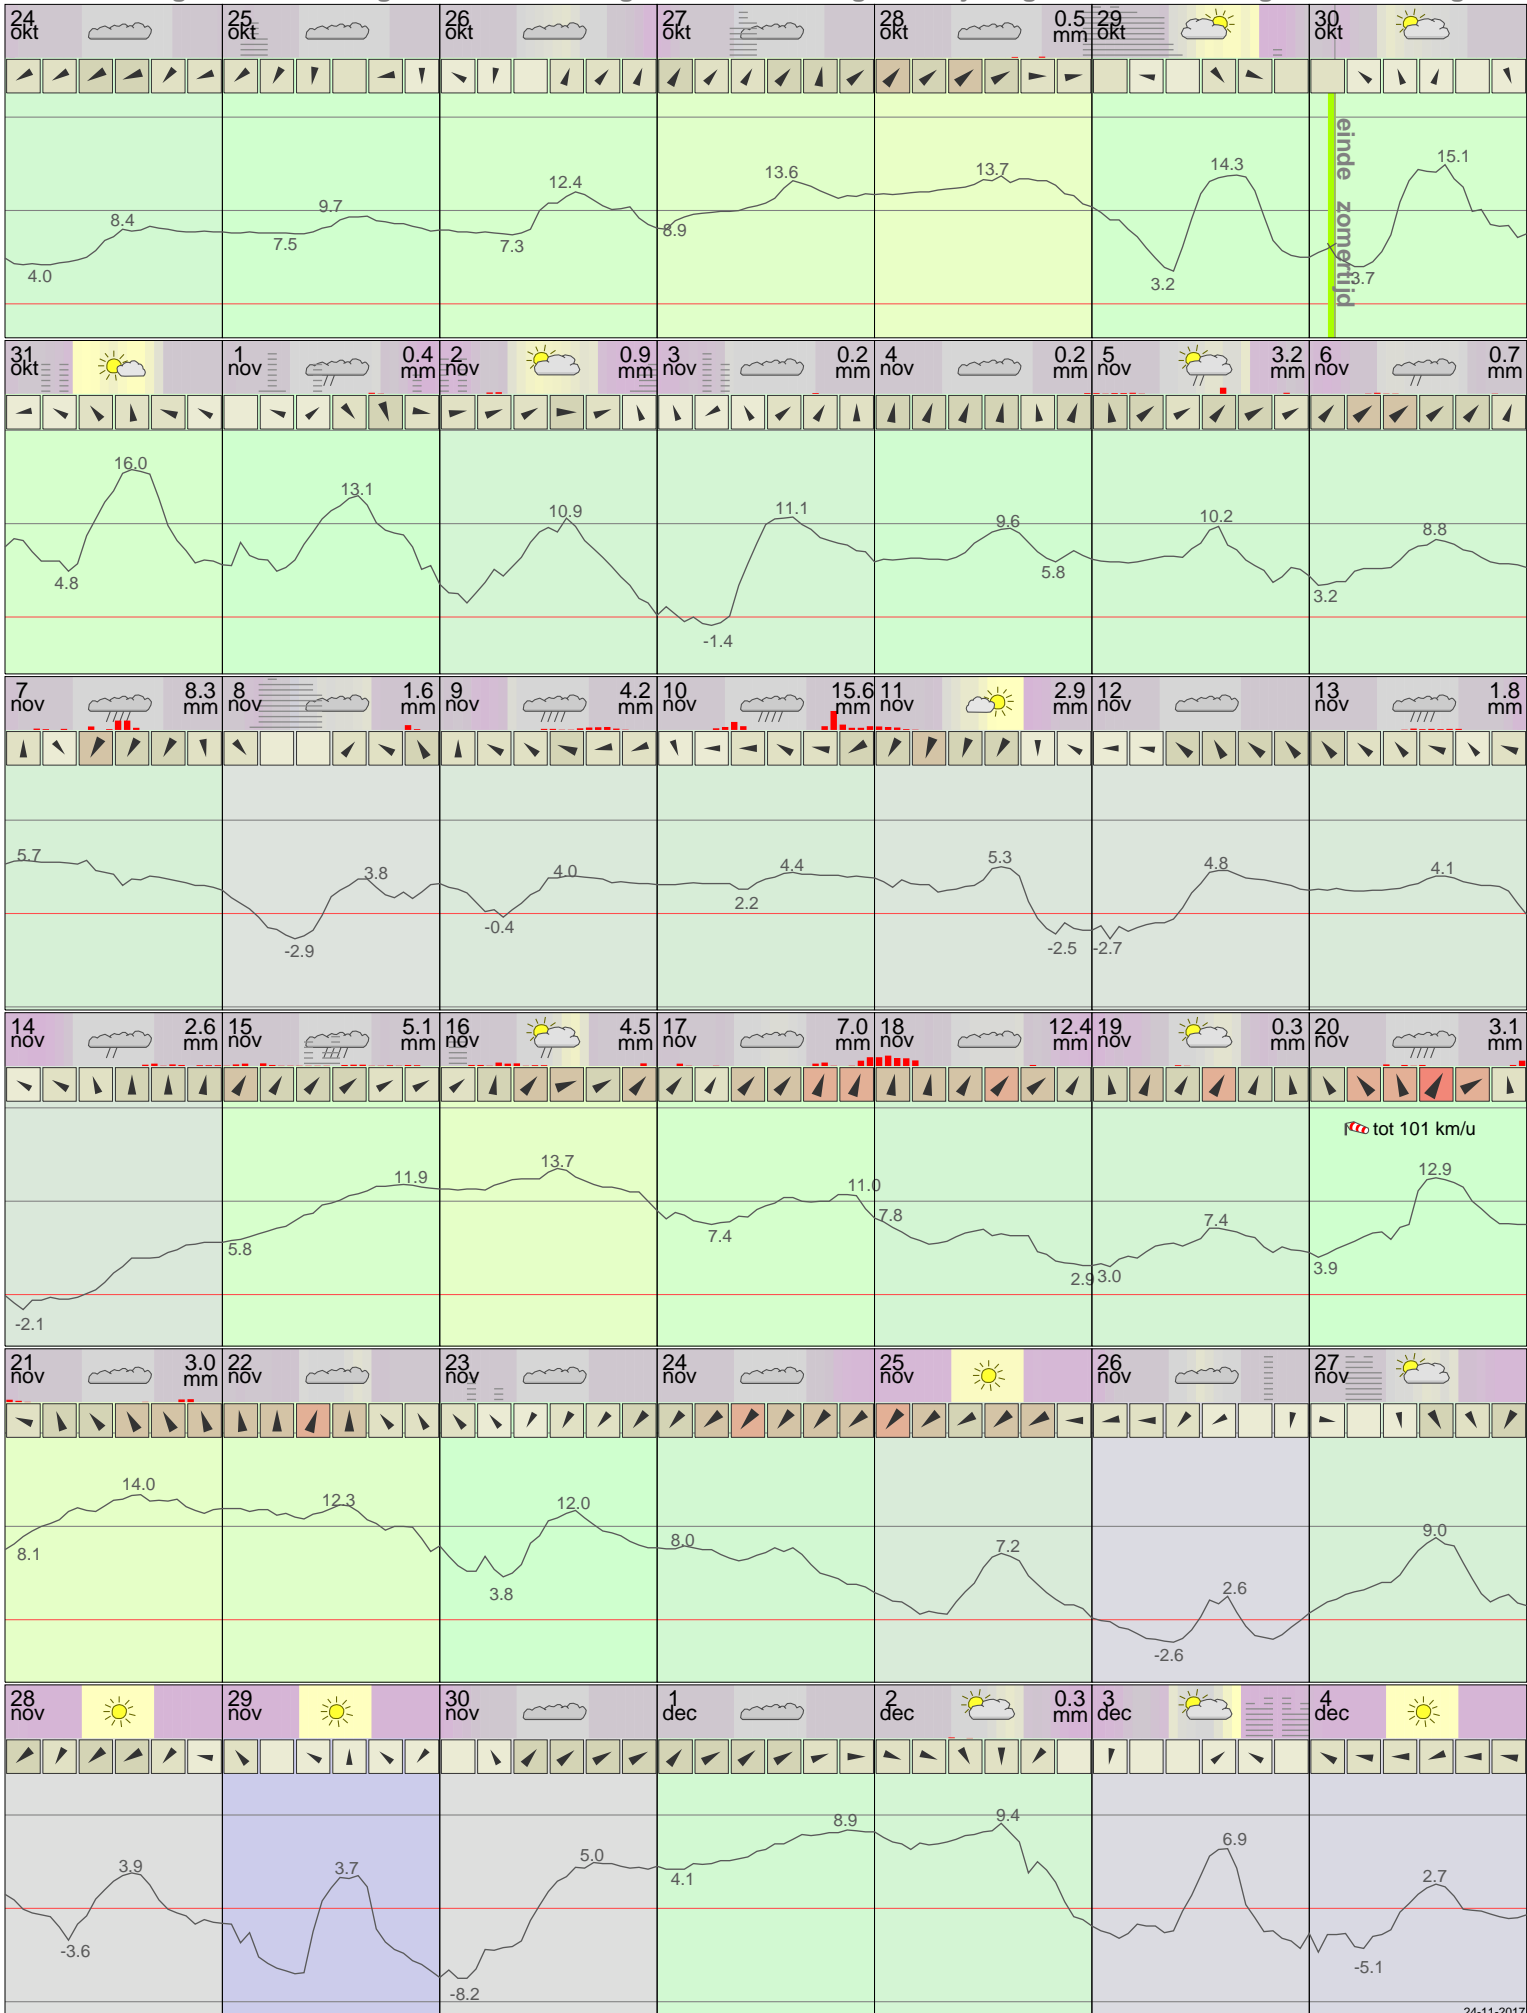 24 okt
25 okt
26 okt
27 okt
28 okt 0.5 mm
29 okt
30 okt
4.0 8.4 7.5 9.7 7.3 12.4 8.9 13.6 13.7 3.2 14.3 3.7 15.1
einde zomertijd
31 okt
1 nov 0.4 mm
2 nov 0.9 mm
3 nov 0.2 mm
4 nov 0.2 mm
5 nov 3.2 mm
6 nov 0.7 mm
4.8 16.0 13.1 10.9 -1.4 11.1 9.6 5.8 10.2 3.2 8.8
7 nov 8.3 mm
8 nov 1.6 mm
9 nov 4.2 mm
10 nov 15.6 mm
11 nov 2.9 mm
12 nov
13 nov 1.8 mm
5.7 -2.9 3.8 -0.4 4.0 2.2 4.4 5.3 -2.5 -2.7 4.8 4.1
14 nov 2.6 mm
15 nov 5.1 mm
16 nov 4.5 mm
17 nov 7.0 mm
18 nov 12.4 mm
19 nov 0.3 mm
20 nov 3.1 mm
tot 101 km/u
-2.1 5.8 11.9 13.7 7.4 11.0 7.8 2.9 3.0 7.4 3.9 12.9
21 nov 3.0 mm
22 nov
23 nov
24 nov
25 nov
26 nov
27 nov
8.1 14.0 12.3 3.8 12.0 8.0 7.2 -2.6 2.6 9.0
28 nov
29 nov
30 nov
1 dec
2 dec 0.3 mm
3 dec
4 dec
-3.6 3.9 3.7 -8.2 5.0 4.1 8.9 9.4 6.9 -5.1 2.7
24-11-2017